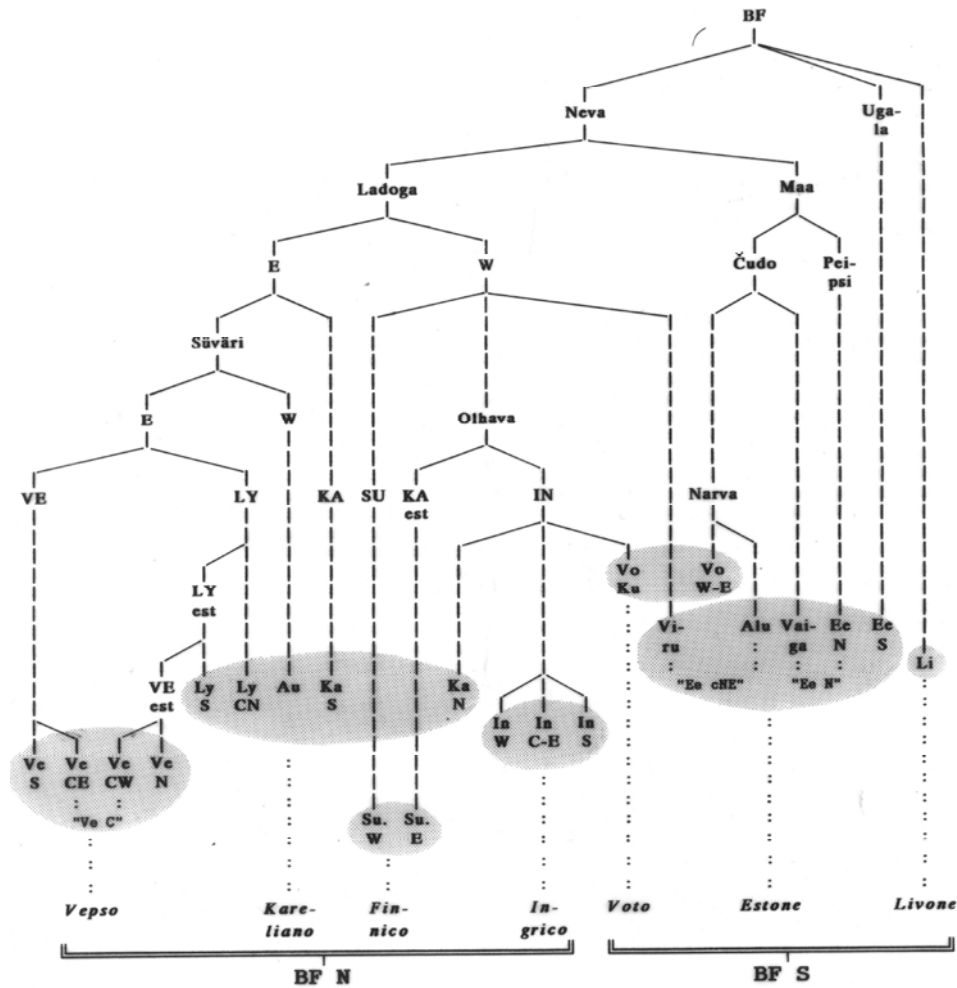 BF
Neva Uga-
la
Ladoga Maa
E W Čudo Pei-
psi
Süväri
E W Olhava
VE LY KA SU KA
est IN Narva
LY
est Vo
Ku Vo
W-E
Vi-
ru Alu Vai-
ga Ee
N Ee
S
VE
est Ly
S Ly
CN Au Ka
S Ka
N "Ee cNE" "Ee N" Li
In
W In
C-E In
S
Ve
S Ve
CE Ve
CW Ve
N
"Ve C" Su.
W Su.
E
Vepso Kare-
liano Fin-
nico In-
grico Voto Estone Livone
BF N BF S